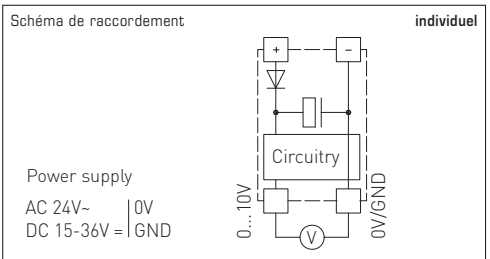 Schéma de raccordement
individuel
+ −
Circuitry
Power supply
AC 24V~ | 0V
DC 15-36V = | GND
0...10V
V
0V/GND